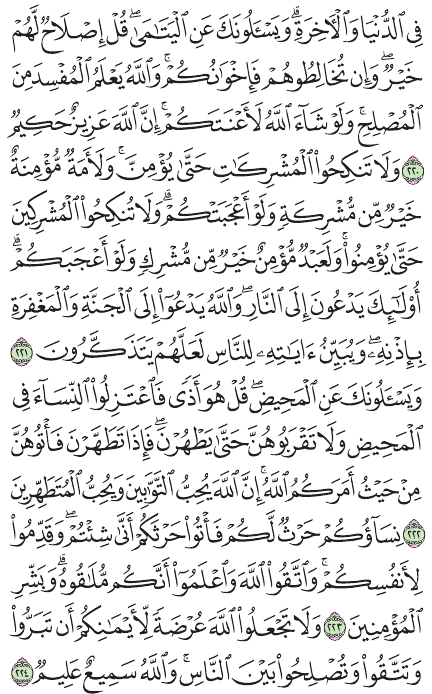 فِي ٱلدُّنْيَا وَٱلْأٓخِرَةِۗ وَيَسْـَٔلُونَكَ عَنِ ٱلْيَتَٰمَىٰۖ قُلْ إِصْلَاحٞ لَّهُمْ
خَيْرٞۖ وَإِن تُخَالِطُوهُمْ فَإِخْوَٰنُكُمْۚ وَٱللَّهُ يَعْلَمُ ٱلْمُفْسِدَ مِنَ
ٱلْمُصْلِحِۚ وَلَوْ شَآءَ ٱللَّهُ لَأَعْنَتَكُمْۚ إِنَّ ٱللَّهَ عَزِيزٌ حَكِيمٞ
٢٢٠ وَلَا تَنكِحُوا۟ ٱلْمُشْرِكَٰتِ حَتَّىٰ يُؤْمِنَّۚ وَلَأَمَةٞ مُّؤْمِنَةٌ
خَيْرٞ مِّن مُّشْرِكَةٖ وَلَوْ أَعْجَبَتْكُمْۗ وَلَا تُنكِحُوا۟ ٱلْمُشْرِكِينَ
حَتَّىٰ يُؤْمِنُوا۟ۚ وَلَعَبْدٞ مُّؤْمِنٌ خَيْرٞ مِّن مُّشْرِكٖ وَلَوْ أَعْجَبَكُمْۗ
أُو۟لَٰٓئِكَ يَدْعُونَ إِلَى ٱلنَّارِۖ وَٱللَّهُ يَدْعُوٓا۟ إِلَى ٱلْجَنَّةِ وَٱلْمَغْفِرَةِ
بِإِذْنِهِۦۖ وَيُبَيِّنُ ءَايَٰتِهِۦ لِلنَّاسِ لَعَلَّهُمْ يَتَذَكَّرُونَ ٢٢١
وَيَسْـَٔلُونَكَ عَنِ ٱلْمَحِيضِۖ قُلْ هُوَ أَذٗى فَٱعْتَزِلُوا۟ ٱلنِّسَآءَ فِي
ٱلْمَحِيضِ وَلَا تَقْرَبُوهُنَّ حَتَّىٰ يَطْهُرْنَۖ فَإِذَا تَطَهَّرْنَ فَأْتُوهُنَّ
مِنْ حَيْثُ أَمَرَكُمُ ٱللَّهُۚ إِنَّ ٱللَّهَ يُحِبُّ ٱلتَّوَّٰبِينَ وَيُحِبُّ ٱلْمُتَطَهِّرِينَ
٢٢٢ نِسَآؤُكُمْ حَرْثٞ لَّكُمْ فَأْتُوا۟ حَرْثَكُمْ أَنَّىٰ شِئْتُمْۖ وَقَدِّمُوا۟
لِأَنفُسِكُمْۚ وَٱتَّقُوا۟ ٱللَّهَ وَٱعْلَمُوٓا۟ أَنَّكُم مُّلَٰقُوهُۗ وَبَشِّرِ
ٱلْمُؤْمِنِينَ ٢٢٣ وَلَا تَجْعَلُوا۟ ٱللَّهَ عُرْضَةٗ لِّأَيْمَٰنِكُمْ أَن تَبَرُّوا۟
وَتَتَّقُوا۟ وَتُصْلِحُوا۟ بَيْنَ ٱلنَّاسِۚ وَٱللَّهُ سَمِيعٌ عَلِيمٞ ٢٢٤